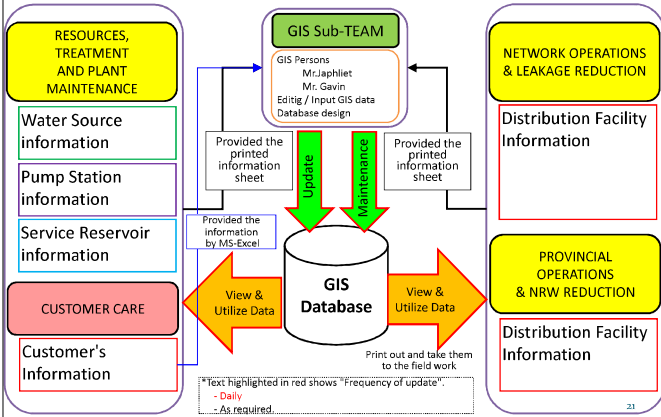 RESOURCES,
TREATMENT
AND PLANT
MAINTENANCE
Water Source
information
Pump Station
information
Service Reservoir
information
CUSTOMER CARE
Customer's
Information
GIS Sub-TEAM
GIS Persons
Mr.Japhliet
Mr. Gavin
Editig / Input GIS data
Database design
Provided the
printed
information
sheet
Update
Maintenance
Provided the
printed
information
sheet
Provided the
information
by MS-Excel
GIS
Database
View &
Utilize Data
View &
Utilize Data
Print out and take them
to the field work
NETWORK OPERATIONS
& LEAKAGE REDUCTION
Distribution Facility
Information
PROVINCIAL
OPERATIONS
& NRW REDUCTION
Distribution Facility
Information
*Text highlighted in red shows "Frequency of update".
- Daily
- As required.
21